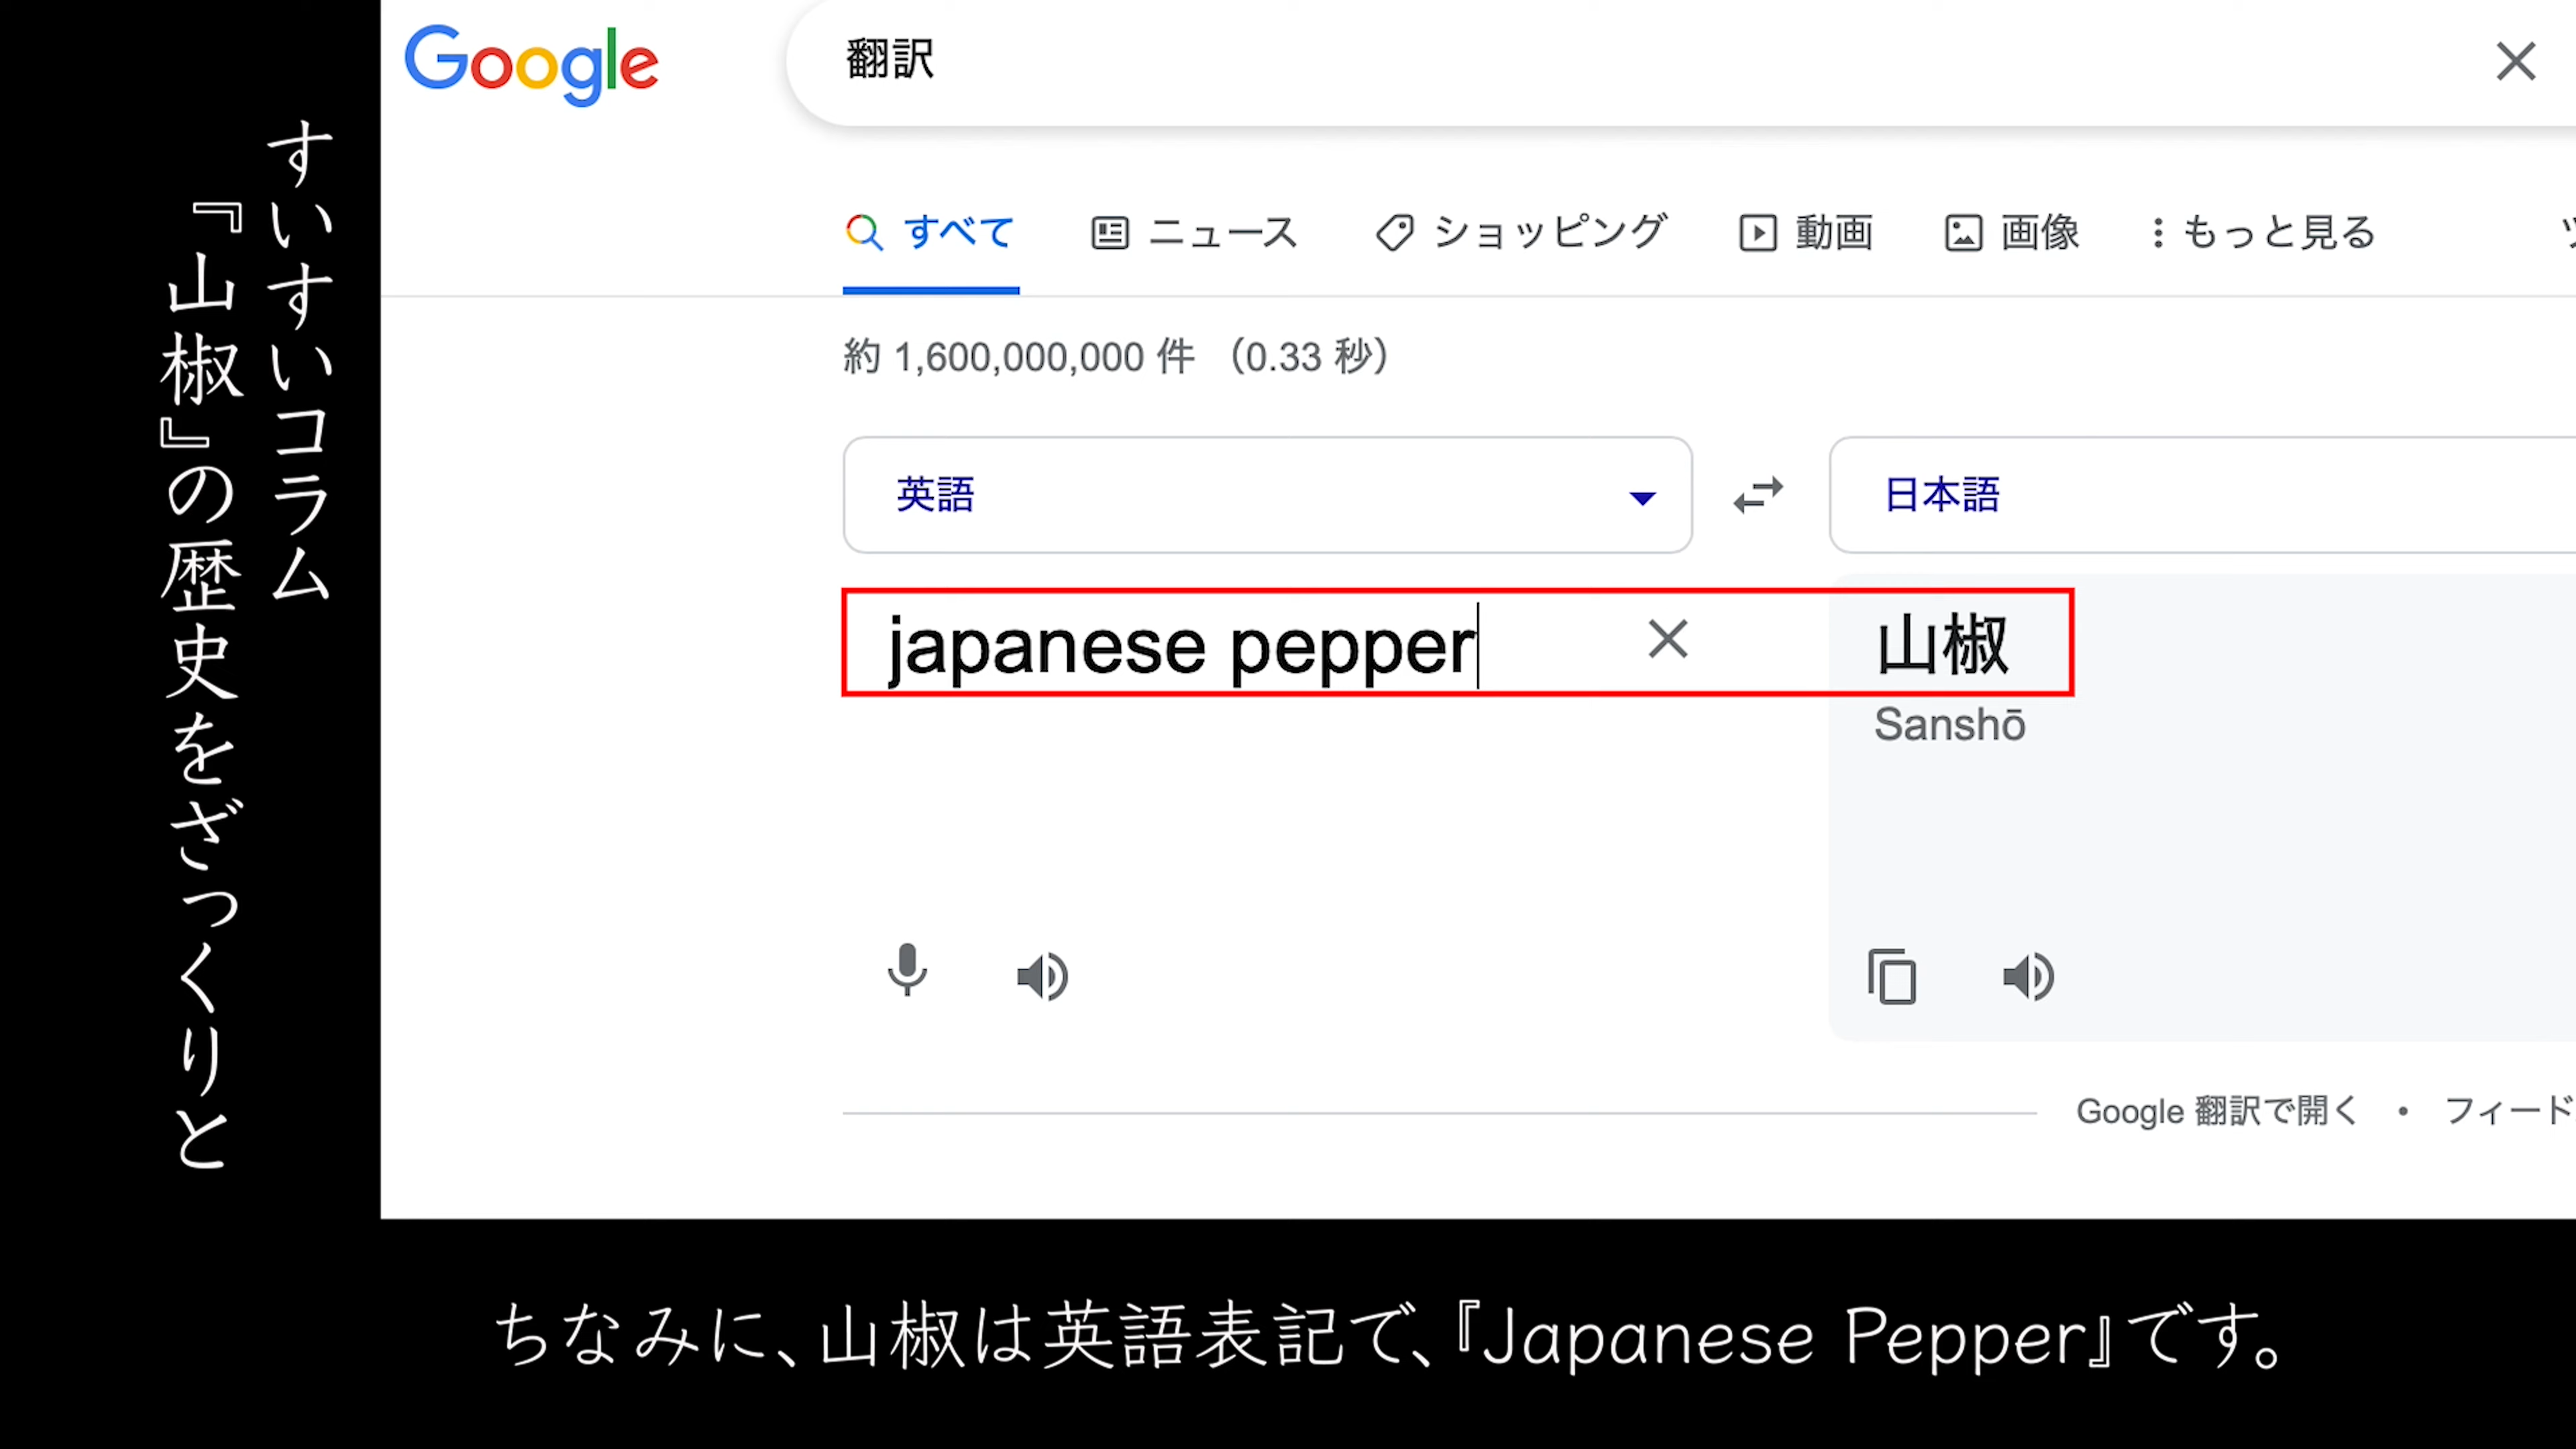 すいすいコラム
『山椒』の歴史をざっくりと
Google
翻訳
すべて ニュース ショッピング 動画 画像 もっと見る
約 1,600,000,000 件 （0.33 秒）
英語 日本語
japanese pepper 山椒
Sanshō
Google 翻訳で開く • フィード
ちなみに、山椒は英語表記で、『Japanese Pepper』です。